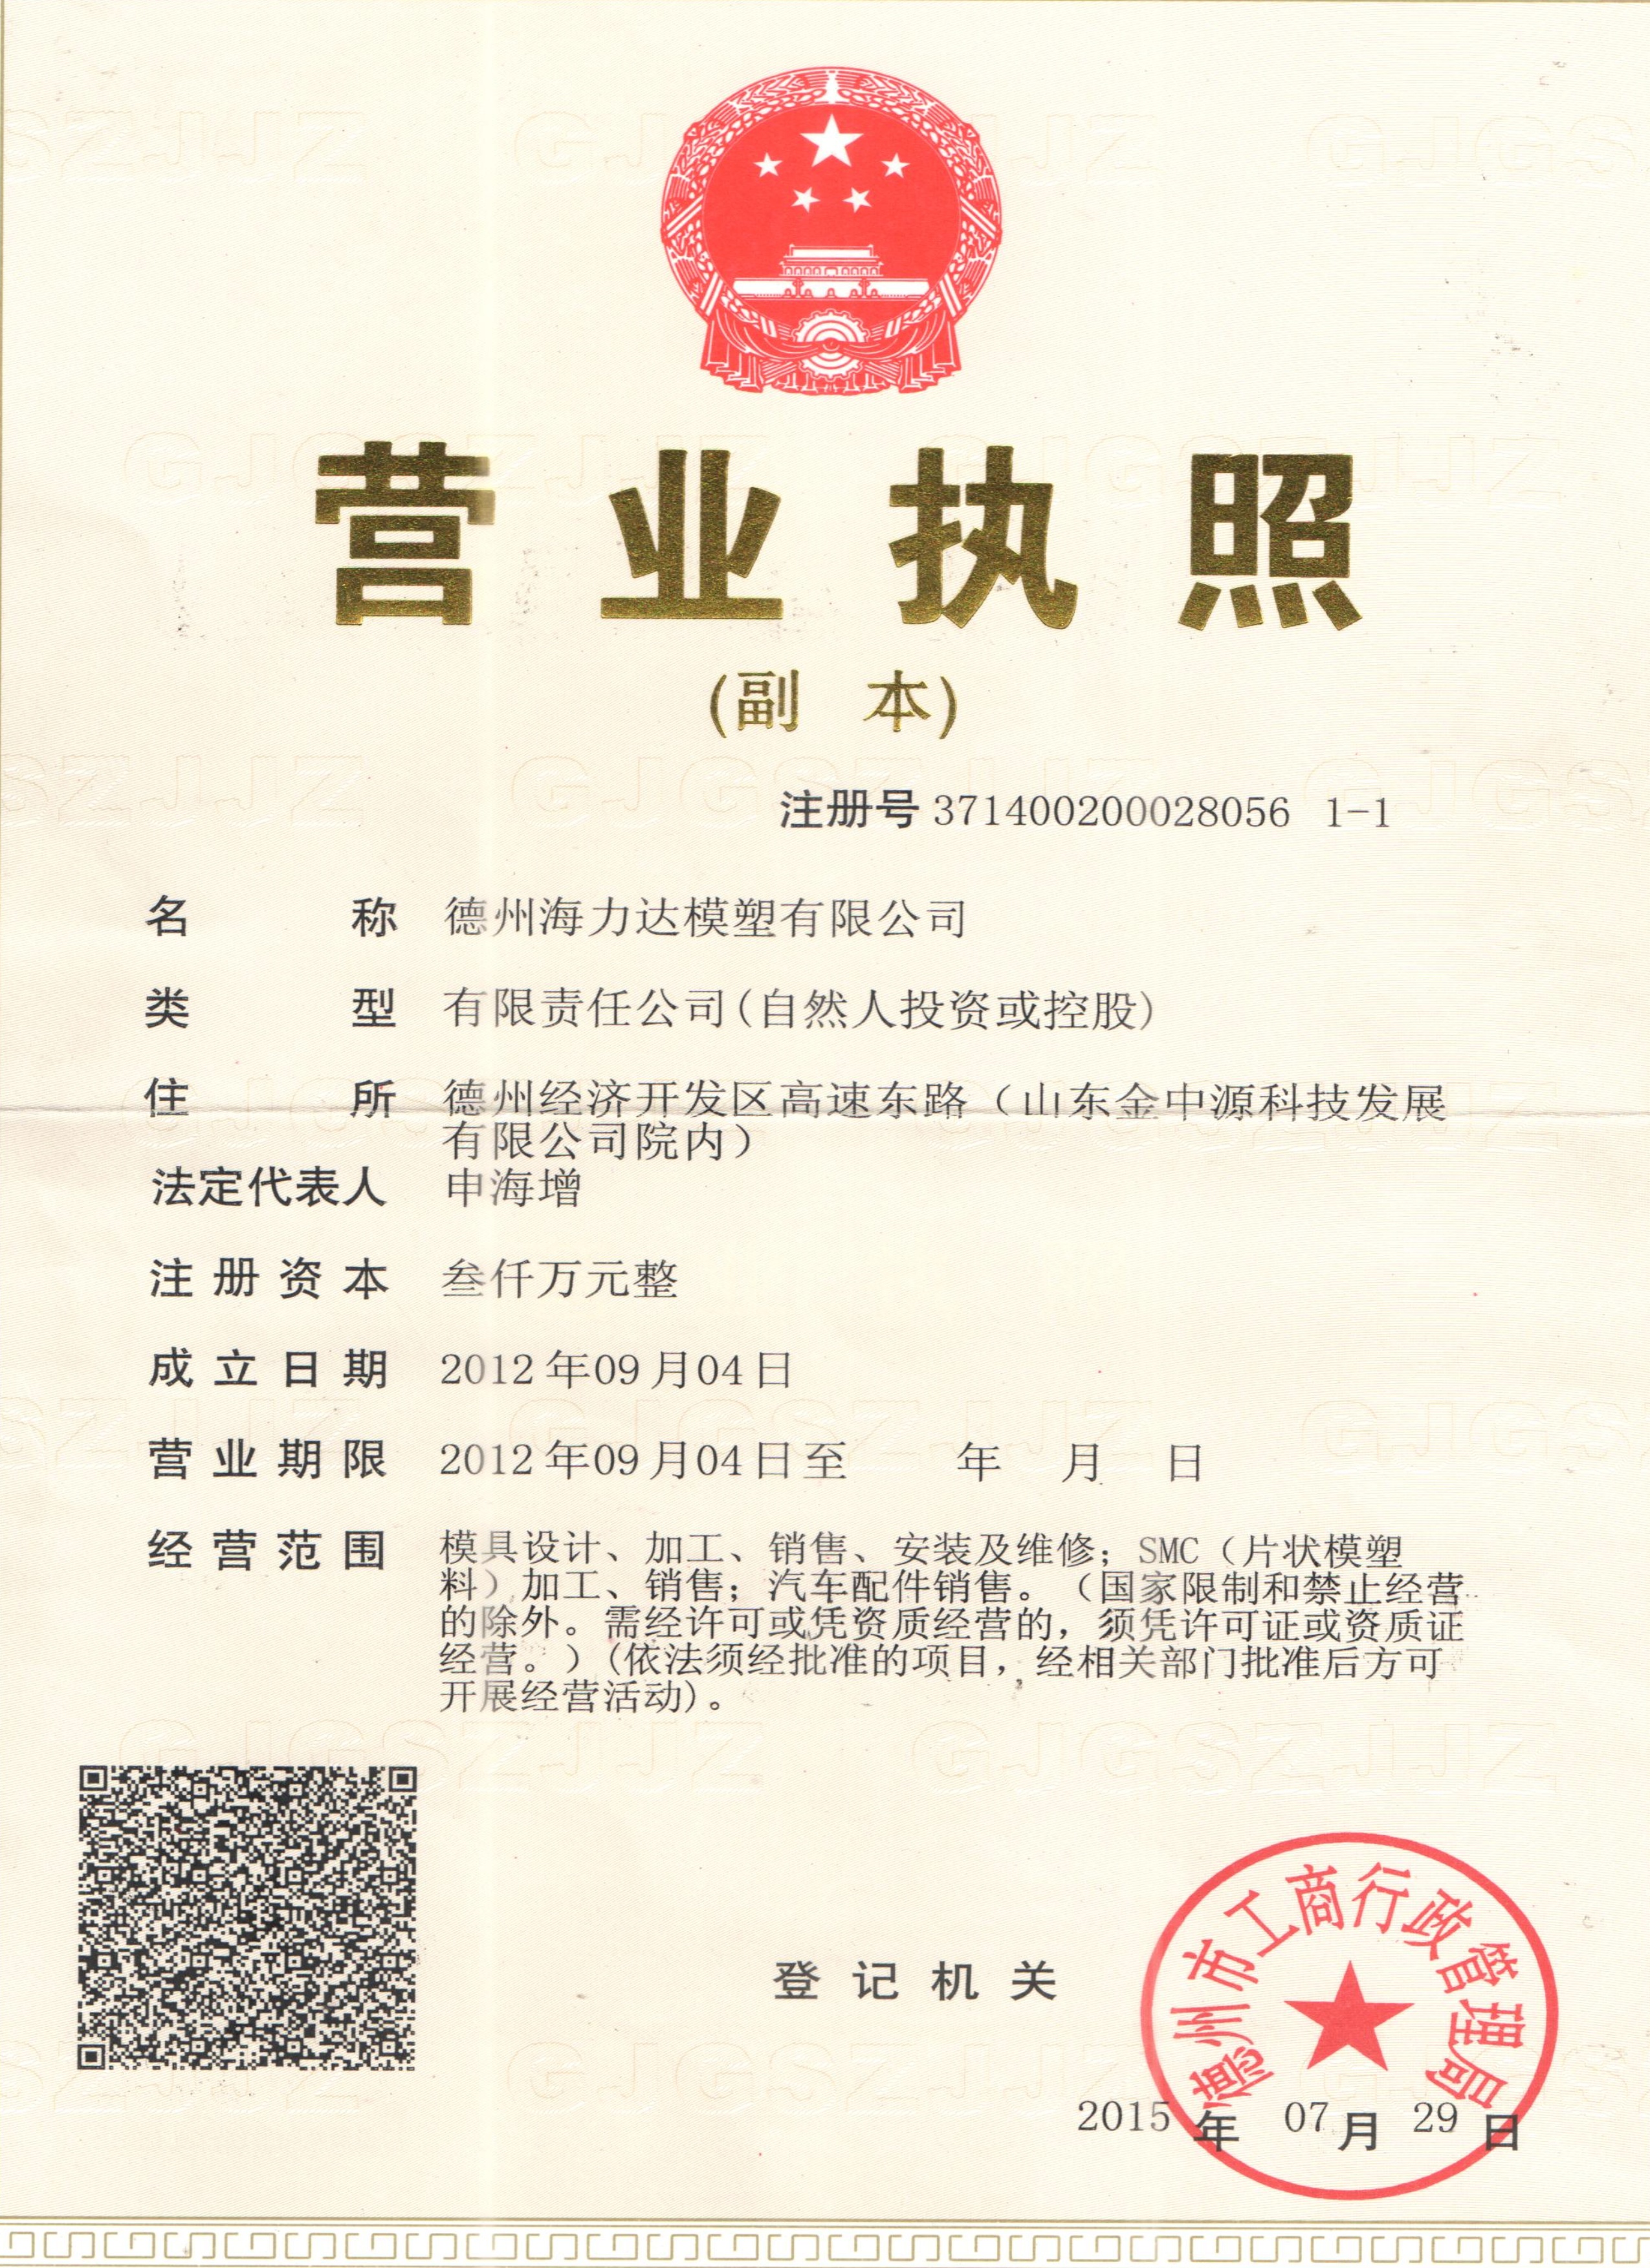 营业执照
(副 本)
注册号 371400200028056 1-1
名 称 德州海力达模塑有限公司
类 型 有限责任公司(自然人投资或控股)
住 所 德州经济开发区高速东路（山东金中源科技发展
有限公司院内）
法定代表人 申海增
注册资本 叁仟万元整
成立日期 2012年09月04日
营业期限 2012年09月04日至 年 月 日
经营范围 模具设计、加工、销售、安装及维修；SMC（片状模塑
料）加工、销售；汽车配件销售。（国家限制和禁止经营
的除外。需经许可或凭资质经营的，须凭许可证或资质证
经营。）(依法须经批准的项目，经相关部门批准后方可
开展经营活动)。
登记机关
德州市工商行政管理局
2015年 07月 29日
GJGSZJJZ